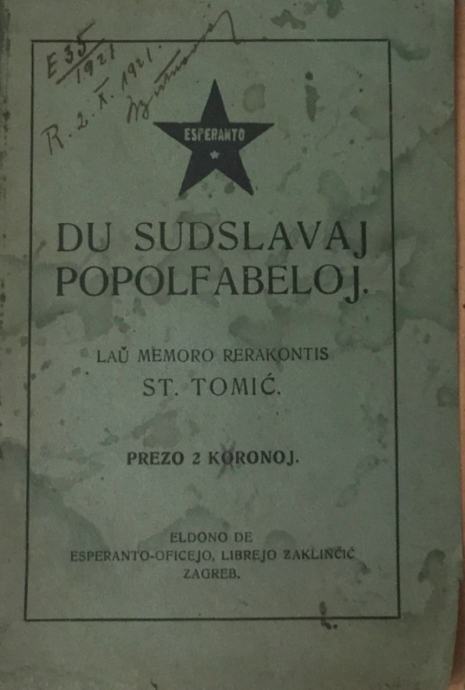 E 35/1921
R. 2. X. 1921.
ESPERANTO
DU SUDSLAVAJ
POPOLFABELOJ.
LAŬ MEMORO RERAKONTIS
ST. TOMIĆ.
PREZO 2 KORONOJ.
ELDONO DE
ESPERANTO-OFICEJO, LIBREJO ZAKLINČIĆ
ZAGREB.